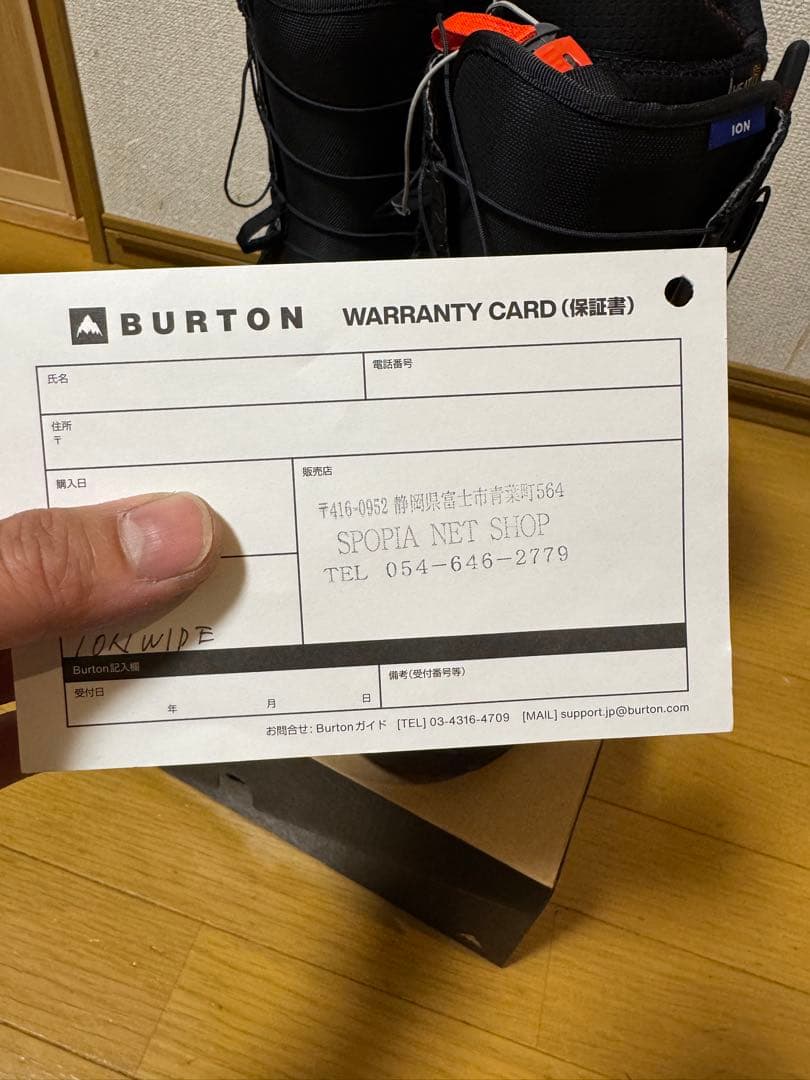 ION
BURTON WARRANTY CARD(保証書)
氏名
電話番号
住所
〒
購入日
販売店
〒416-0952 静岡県富士市青葉町564
SPOPIA NET SHOP
TEL 054-646-2779
ION WIDE
Burton記入欄
受付日
年 月 日
備考(受付番号等)
お問合せ: Burtonガイド [TEL] 03-4316-4709 [MAIL] support.jp@burton.com